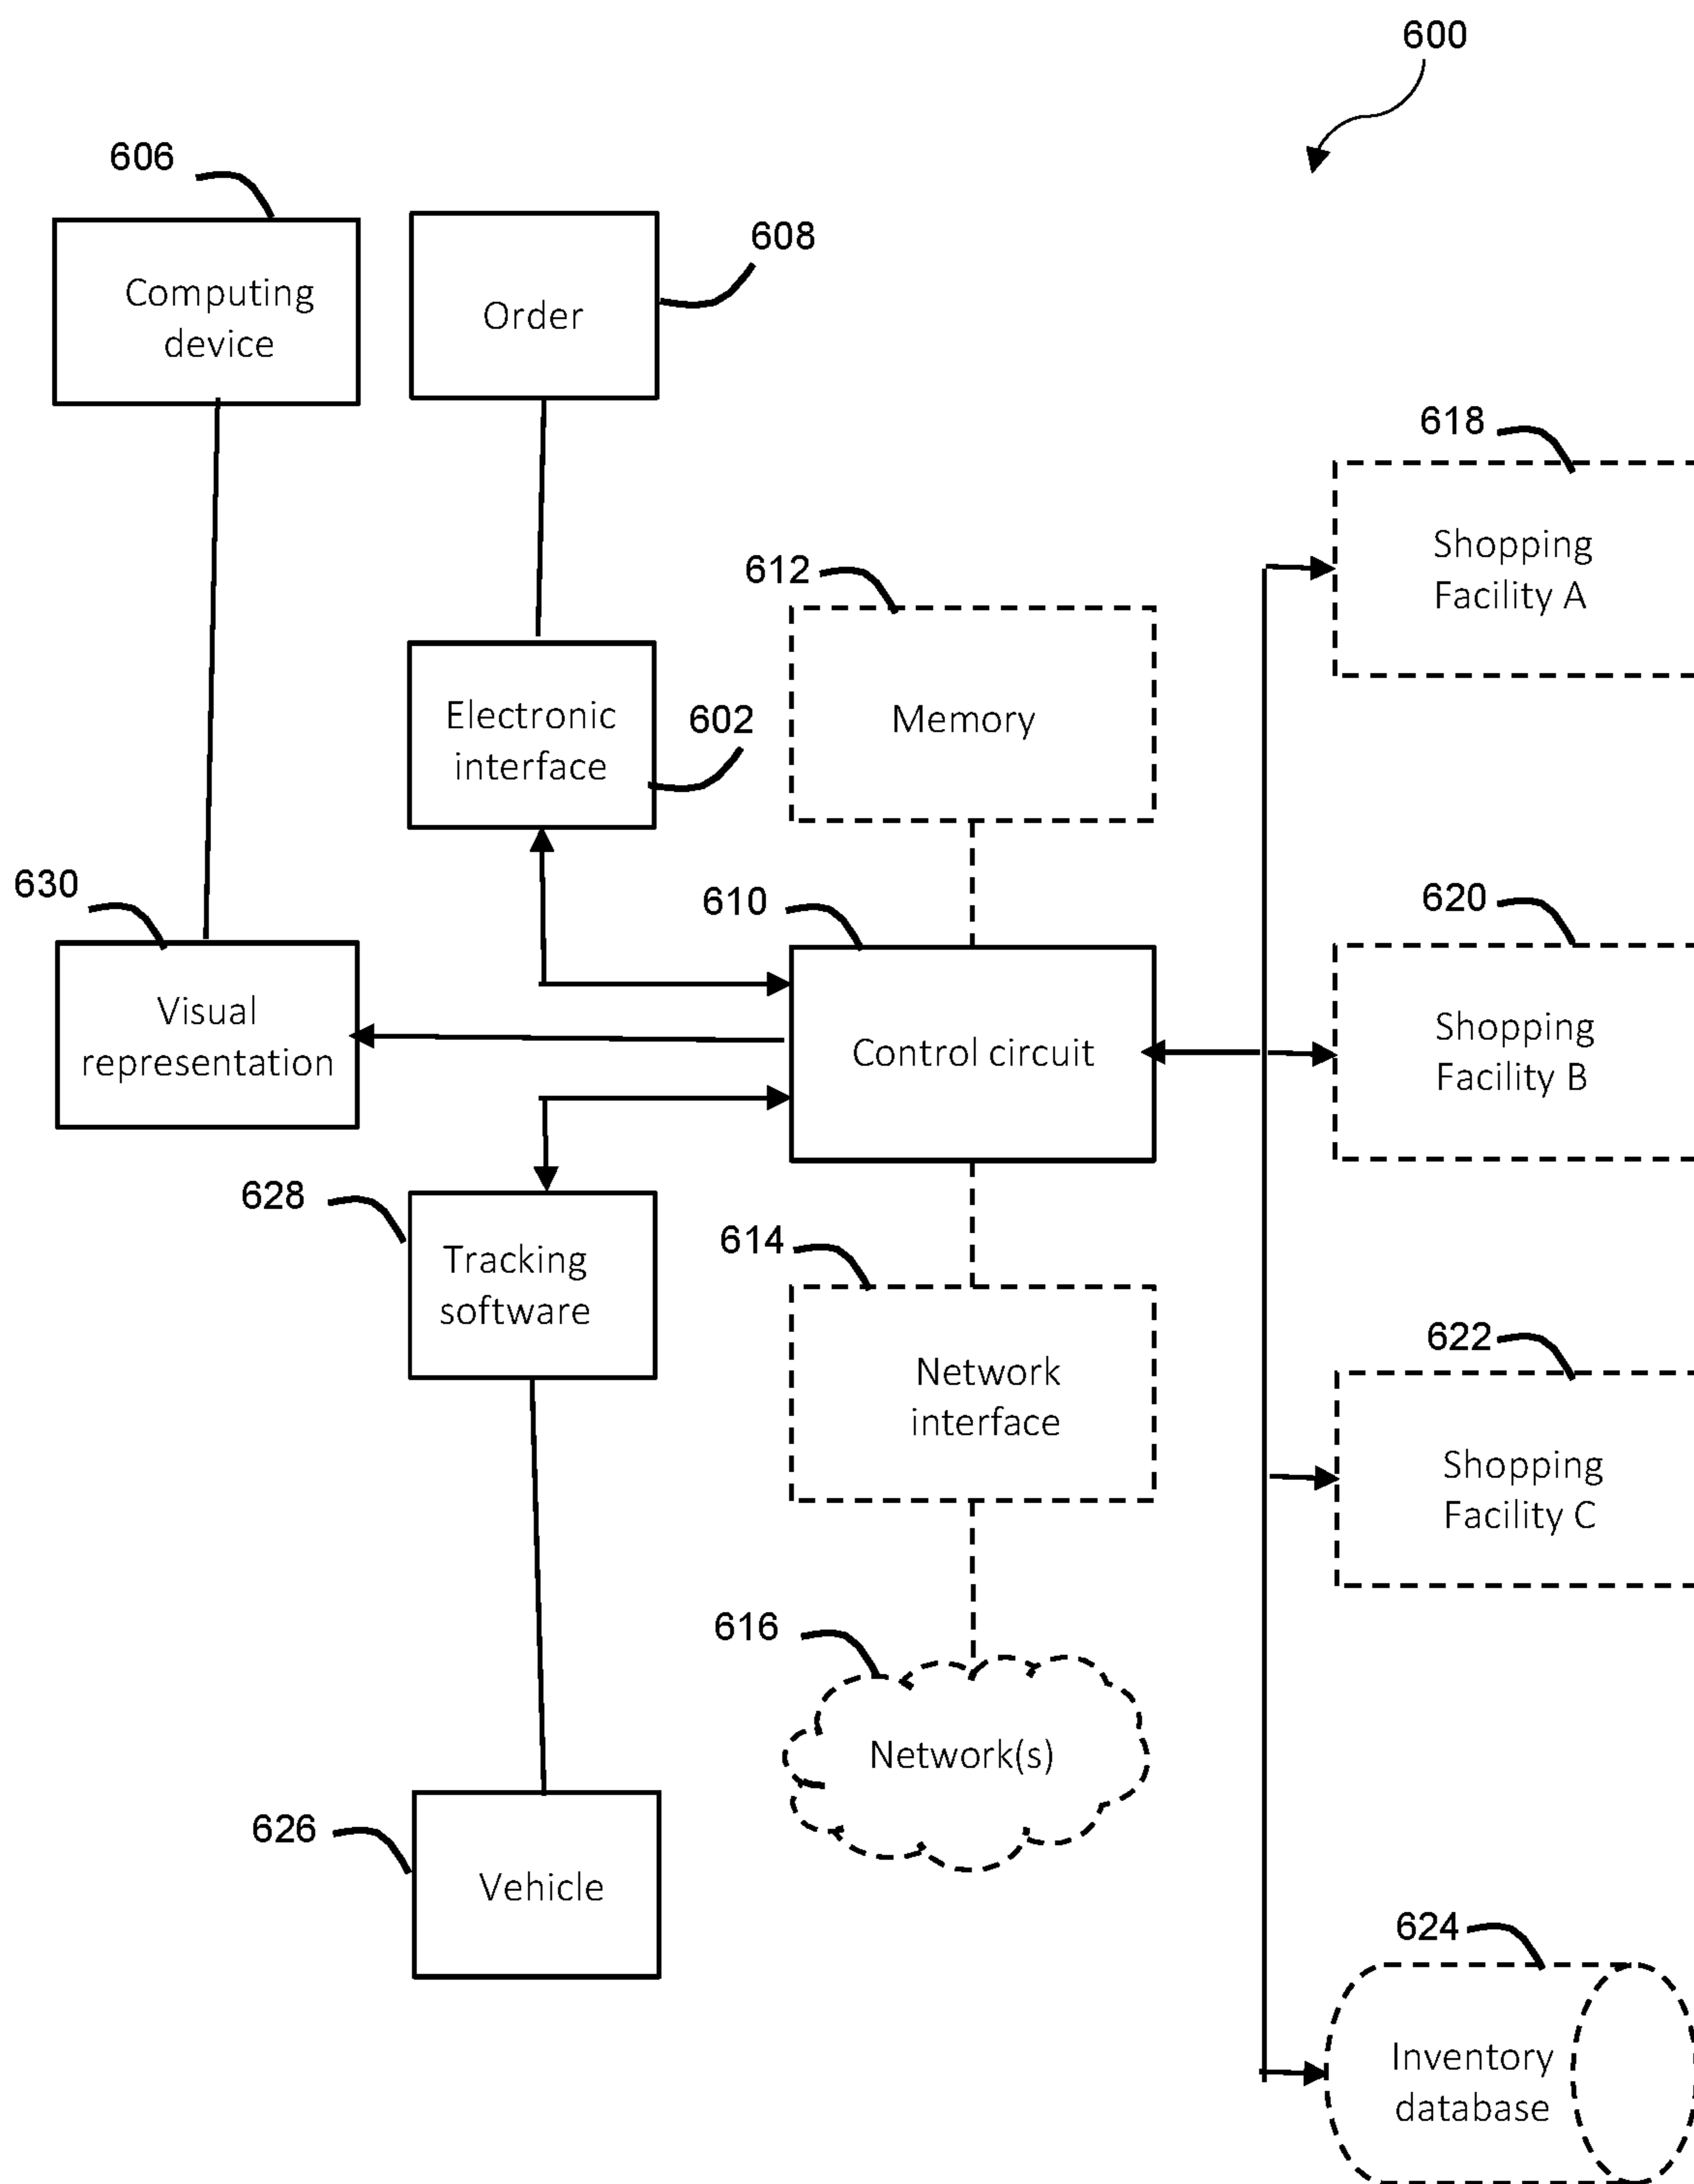 600
606
Computing
device
Order
608
618
Shopping
Facility A
612
Memory
Electronic
interface
602
630
Visual
representation
610
Control circuit
620
Shopping
Facility B
628
Tracking
software
614
Network
interface
622
Shopping
Facility C
616
Network(s)
626
Vehicle
624
Inventory
database